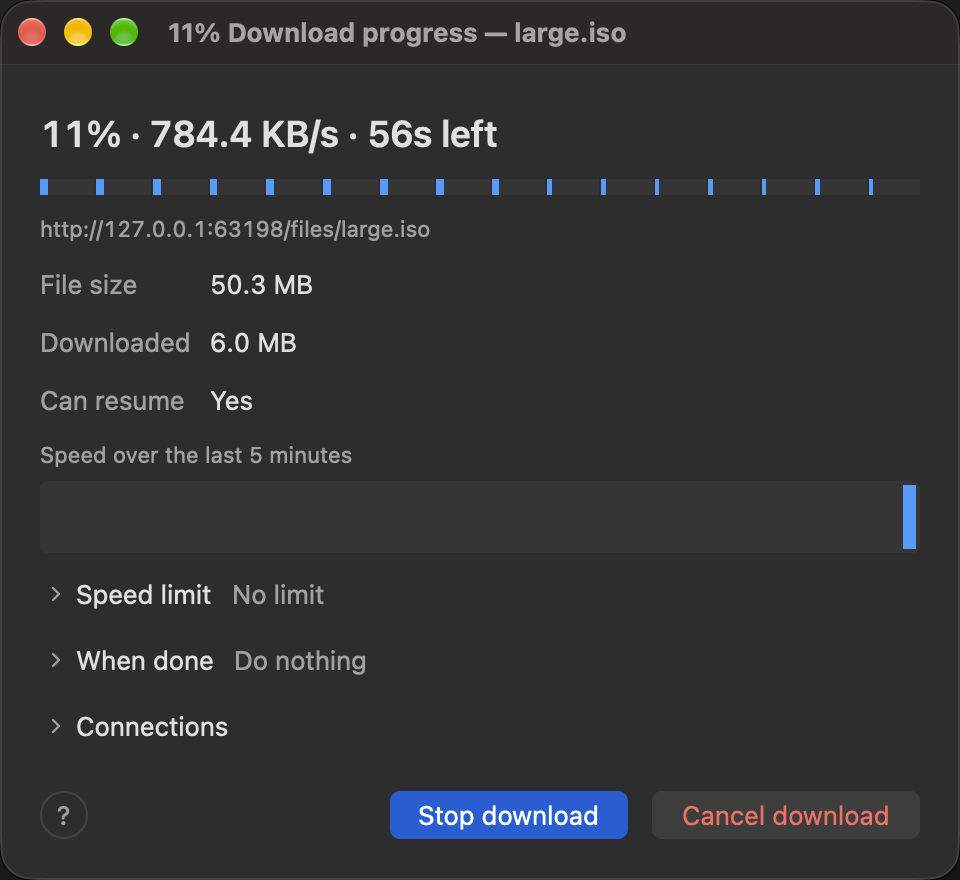 11% Download progress — large.iso
11% · 784.4 KB/s · 56s left
http://127.0.0.1:63198/files/large.iso
File size 50.3 MB
Downloaded 6.0 MB
Can resume Yes
Speed over the last 5 minutes
Speed limit No limit
When done Do nothing
Connections
? Stop download Cancel download